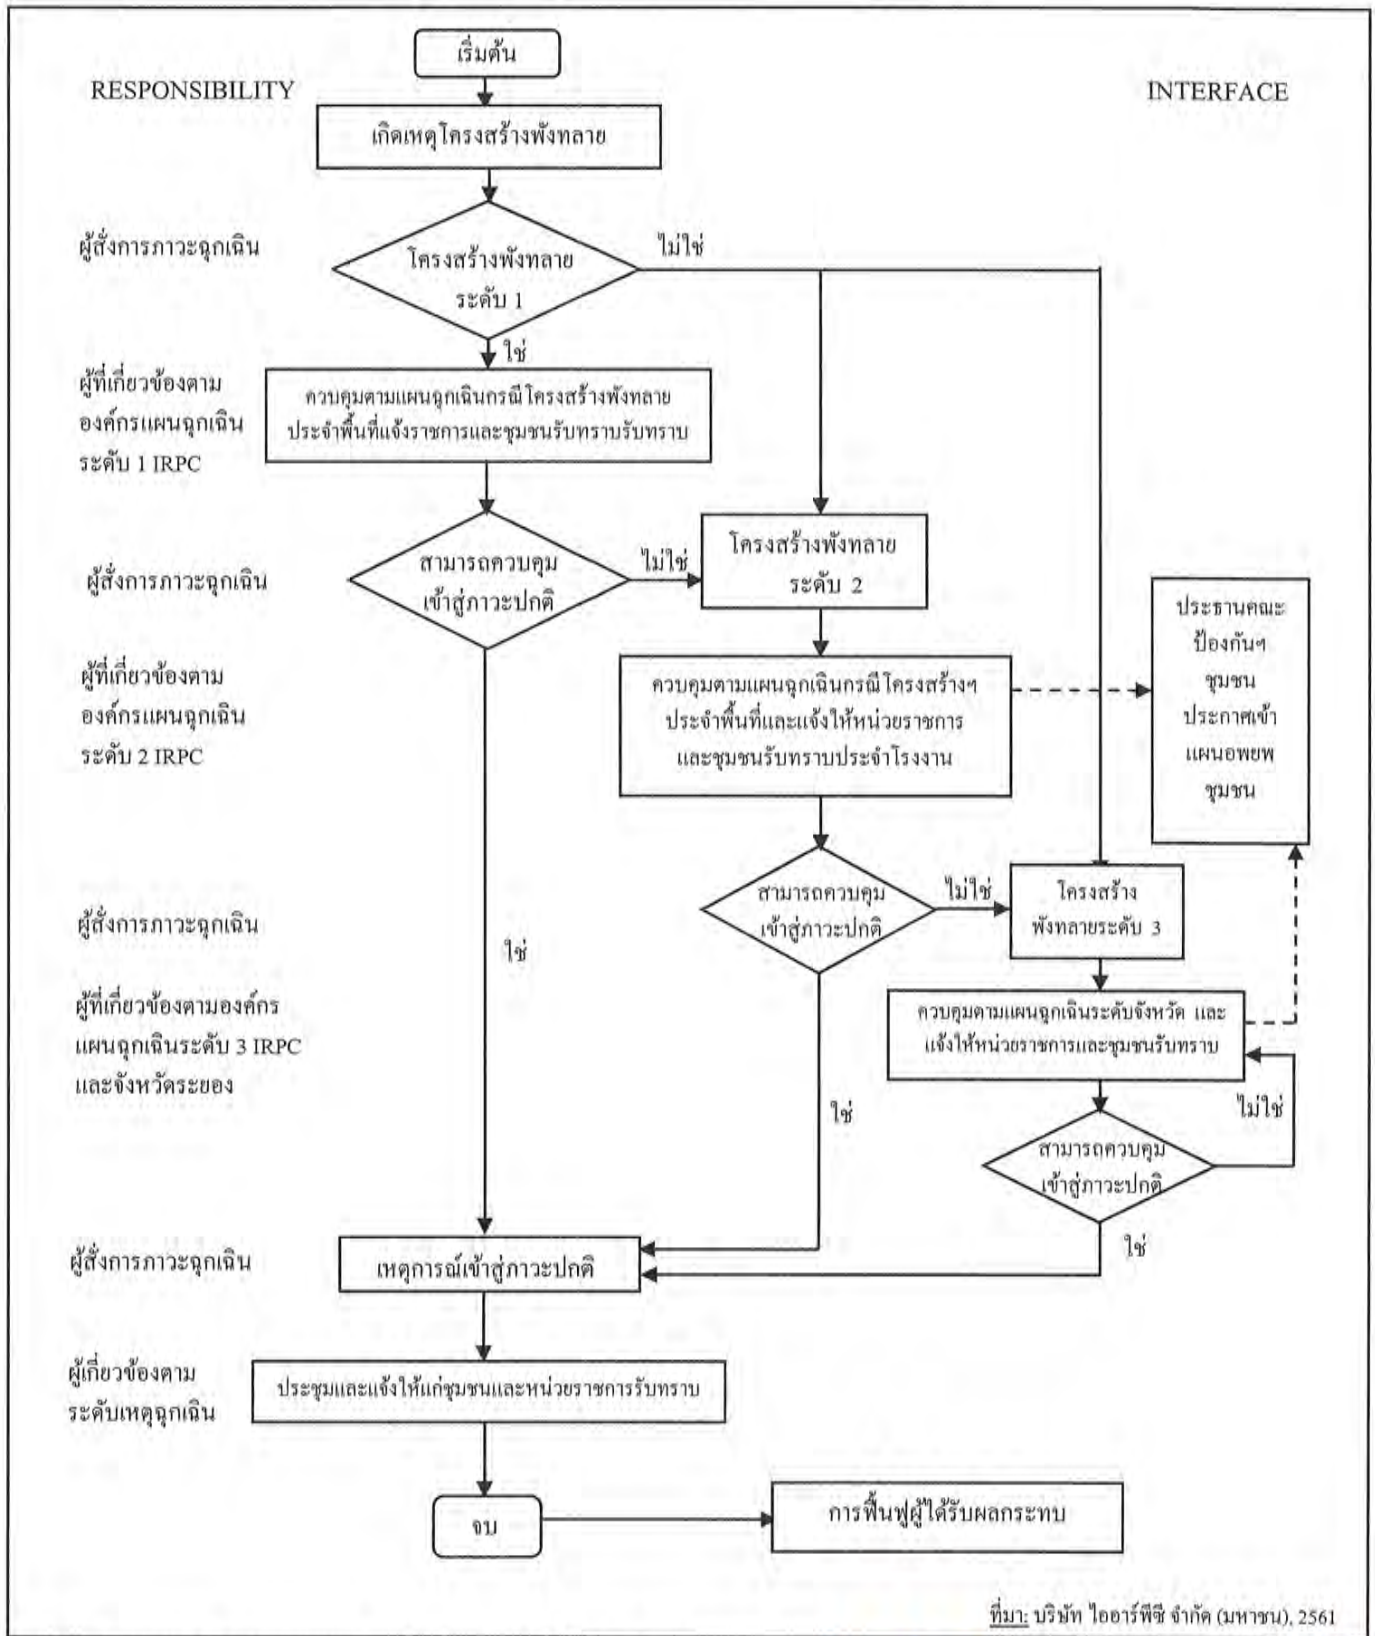 เริ่มต้น
RESPONSIBILITY
INTERFACE
เกิดเหตุโครงสร้างพังทลาย
ผู้สั่งการภาวะฉุกเฉิน
โครงสร้างพังทลาย
ระดับ 1
ไม่ใช่
ใช่
ผู้ที่เกี่ยวข้องตาม
องค์กรแผนฉุกเฉิน
ระดับ 1 IRPC
ควบคุมตามแผนฉุกเฉินกรณีโครงสร้างพังทลาย
ประจำพื้นที่แจ้งราชการและชุมชนรับทราบรับทราบ
ผู้สั่งการภาวะฉุกเฉิน
สามารถควบคุม
เข้าสู่ภาวะปกติ
ไม่ใช่
โครงสร้างพังทลาย
ระดับ 2
ประธานคณะ
ป้องกันฯ
ชุมชน
ประกาศเข้า
แผนอพยพ
ชุมชน
ผู้ที่เกี่ยวข้องตาม
องค์กรแผนฉุกเฉิน
ระดับ 2 IRPC
ควบคุมตามแผนฉุกเฉินกรณีโครงสร้างฯ
ประจำพื้นที่และแจ้งให้หน่วยราชการ
และชุมชนรับทราบประจำโรงงาน
ผู้สั่งการภาวะฉุกเฉิน
สามารถควบคุม
เข้าสู่ภาวะปกติ
ไม่ใช่
โครงสร้าง
พังทลายระดับ 3
ใช่
ผู้ที่เกี่ยวข้องตามองค์กร
แผนฉุกเฉินระดับ 3 IRPC
และจังหวัดระยอง
ควบคุมตามแผนฉุกเฉินระดับจังหวัด และ
แจ้งให้หน่วยราชการและชุมชนรับทราบ
ใช่
ไม่ใช่
สามารถควบคุม
เข้าสู่ภาวะปกติ
ใช่
ผู้สั่งการภาวะฉุกเฉิน
เหตุการณ์เข้าสู่ภาวะปกติ
ผู้เกี่ยวข้องตาม
ระดับเหตุฉุกเฉิน
ประชุมและแจ้งให้แก่ชุมชนและหน่วยราชการรับทราบ
จบ
การฟื้นฟูผู้ได้รับผลกระทบ
ที่มา: บริษัท ไออาร์พีซี จำกัด (มหาชน), 2561